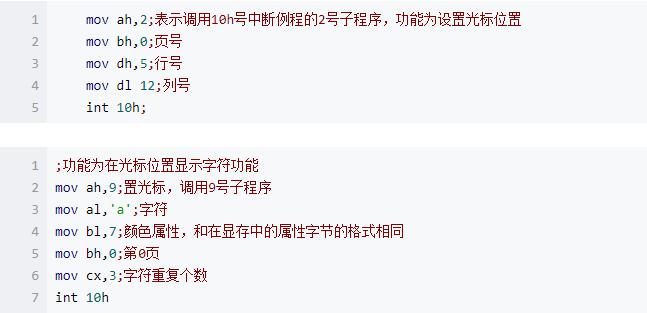 1 mov ah,2;表示调用10h号中断例程的2号子程序，功能为设置光标位置
2 mov bh,0;页号
3 mov dh,5;行号
4 mov dl 12;列号
5 int 10h;
1 ;功能为在光标位置显示字符功能
2 mov ah,9;置光标，调用9号子程序
3 mov al,'a';字符
4 mov bl,7;颜色属性，和在显存中的属性字节的格式相同
5 mov bh,0;第0页
6 mov cx,3;字符重复个数
7 int 10h